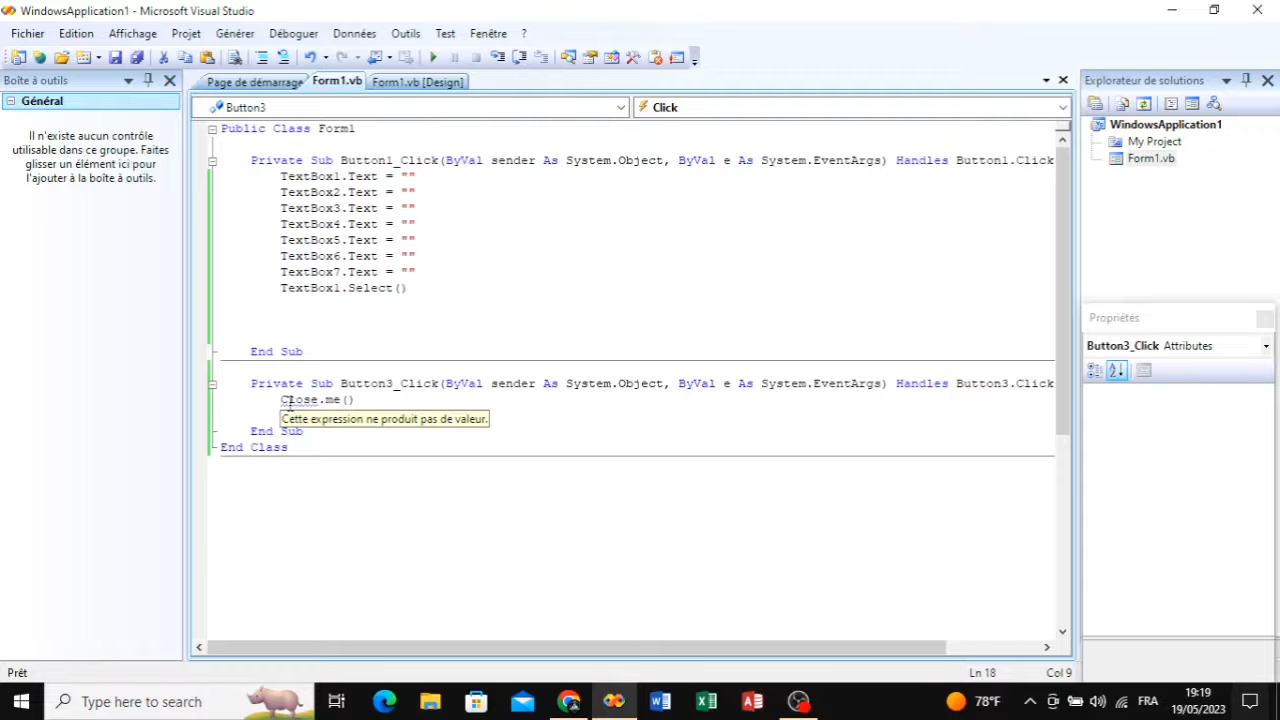 WindowsApplication1 - Microsoft Visual Studio
Fichier Edition Affichage Projet Générer Déboguer Données Outils Test Fenêtre ?
Boîte à outils
Général
Il n'existe aucun contrôle
utilisable dans ce groupe. Faites
glisser un élément ici pour
l'ajouter à la boîte à outils.
Page de démarrage Form1.vb Form1.vb [Design]
Button3 Click
Public Class Form1
Private Sub Button1_Click(ByVal sender As System.Object, ByVal e As System.EventArgs) Handles Button1.Click
TextBox1.Text = ""
TextBox2.Text = ""
TextBox3.Text = ""
TextBox4.Text = ""
TextBox5.Text = ""
TextBox6.Text = ""
TextBox7.Text = ""
TextBox1.Select()
End Sub
Private Sub Button3_Click(ByVal sender As System.Object, ByVal e As System.EventArgs) Handles Button3.Click
Close.me()
Cette expression ne produit pas de valeur.
End Sub
End Class
Explorateur de solutions
WindowsApplication1
My Project
Form1.vb
Propriétés
Button3_Click Attributes
Prêt Ln 18 Col 9
Type here to search
78°F FRA
19:19
19/05/2023